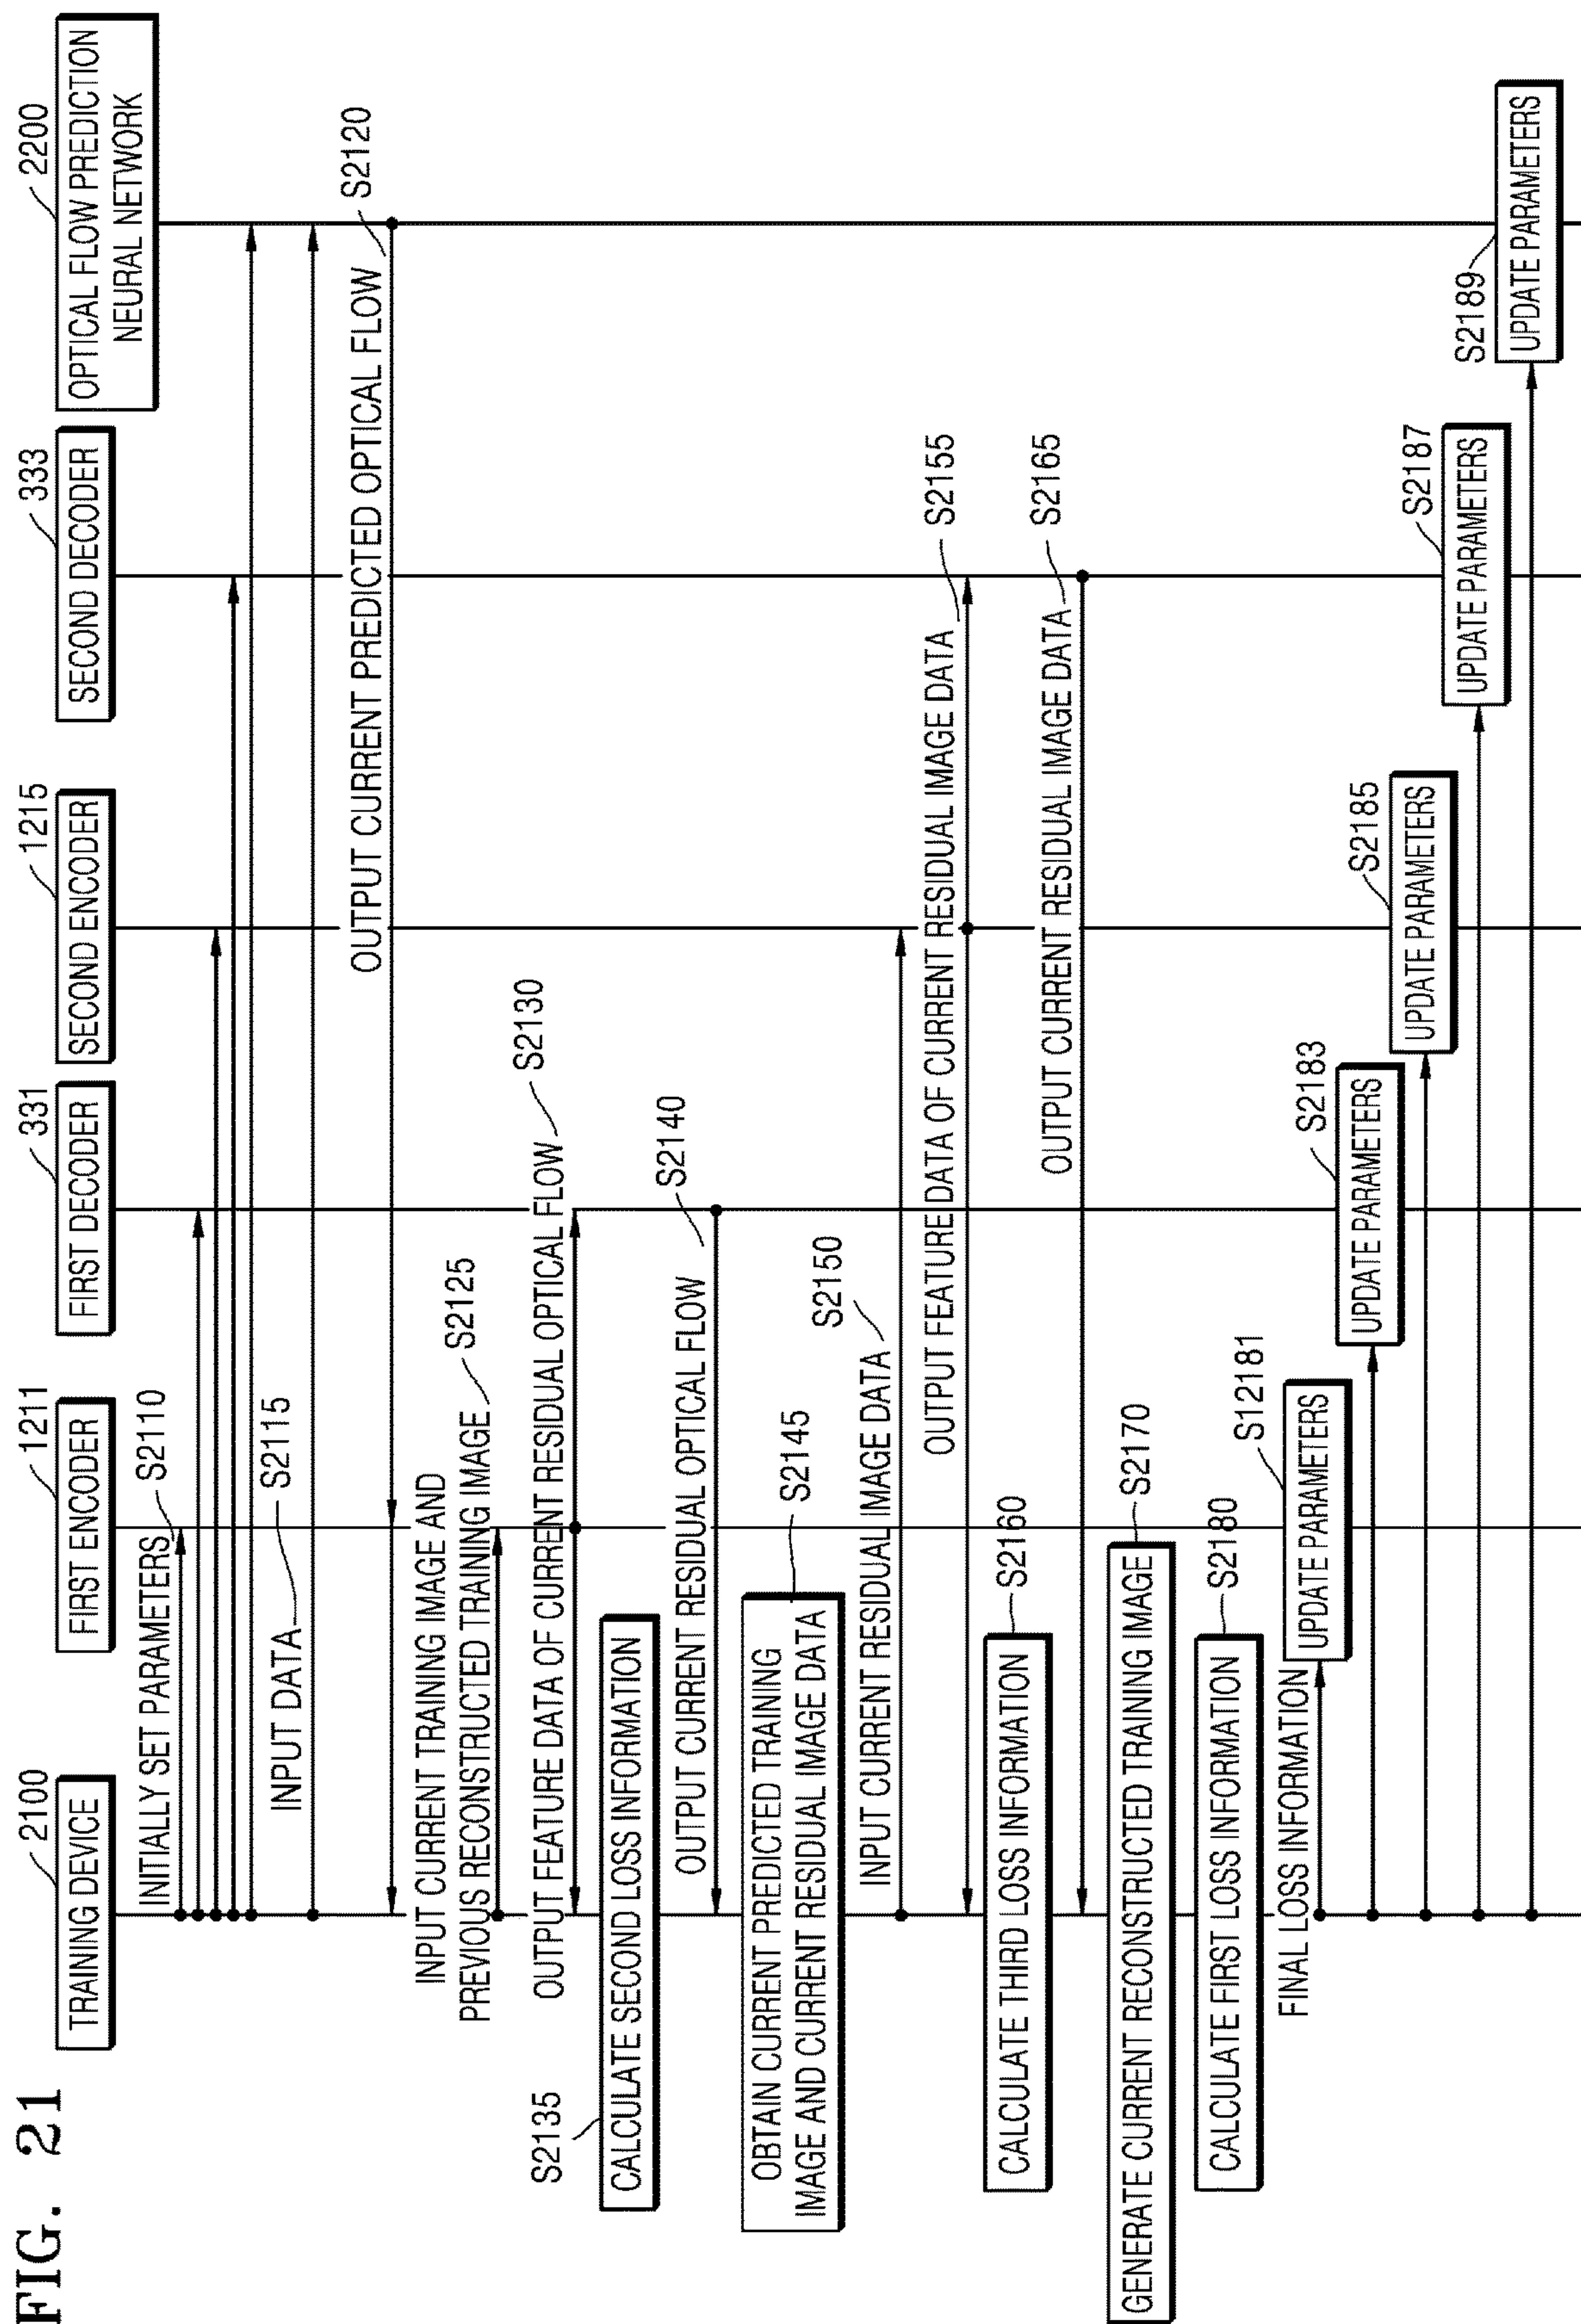 FIG. 21
2100
TRAINING DEVICE
1211
FIRST ENCODER
331
FIRST DECODER
1215
SECOND ENCODER
333
SECOND DECODER
2200
OPTICAL FLOW PREDICTION
NEURAL NETWORK
INITIALLY SET PARAMETERS
S2110
INPUT DATA
S2115
OUTPUT CURRENT PREDICTED OPTICAL FLOW
S2120
INPUT CURRENT TRAINING IMAGE AND
PREVIOUS RECONSTRUCTED TRAINING IMAGE
S2125
OUTPUT FEATURE DATA OF CURRENT RESIDUAL OPTICAL FLOW
S2130
S2135
CALCULATE SECOND LOSS INFORMATION
OUTPUT CURRENT RESIDUAL OPTICAL FLOW
S2140
OBTAIN CURRENT PREDICTED TRAINING
IMAGE AND CURRENT RESIDUAL IMAGE DATA
S2145
INPUT CURRENT RESIDUAL IMAGE DATA
S2150
OUTPUT FEATURE DATA OF CURRENT RESIDUAL IMAGE DATA
S2155
CALCULATE THIRD LOSS INFORMATION
S2160
OUTPUT CURRENT RESIDUAL IMAGE DATA
S2165
GENERATE CURRENT RECONSTRUCTED TRAINING IMAGE
S2170
CALCULATE FIRST LOSS INFORMATION
S2180
FINAL LOSS INFORMATION
S12181
UPDATE PARAMETERS
S2183
UPDATE PARAMETERS
S2185
UPDATE PARAMETERS
S2187
UPDATE PARAMETERS
S2189
UPDATE PARAMETERS